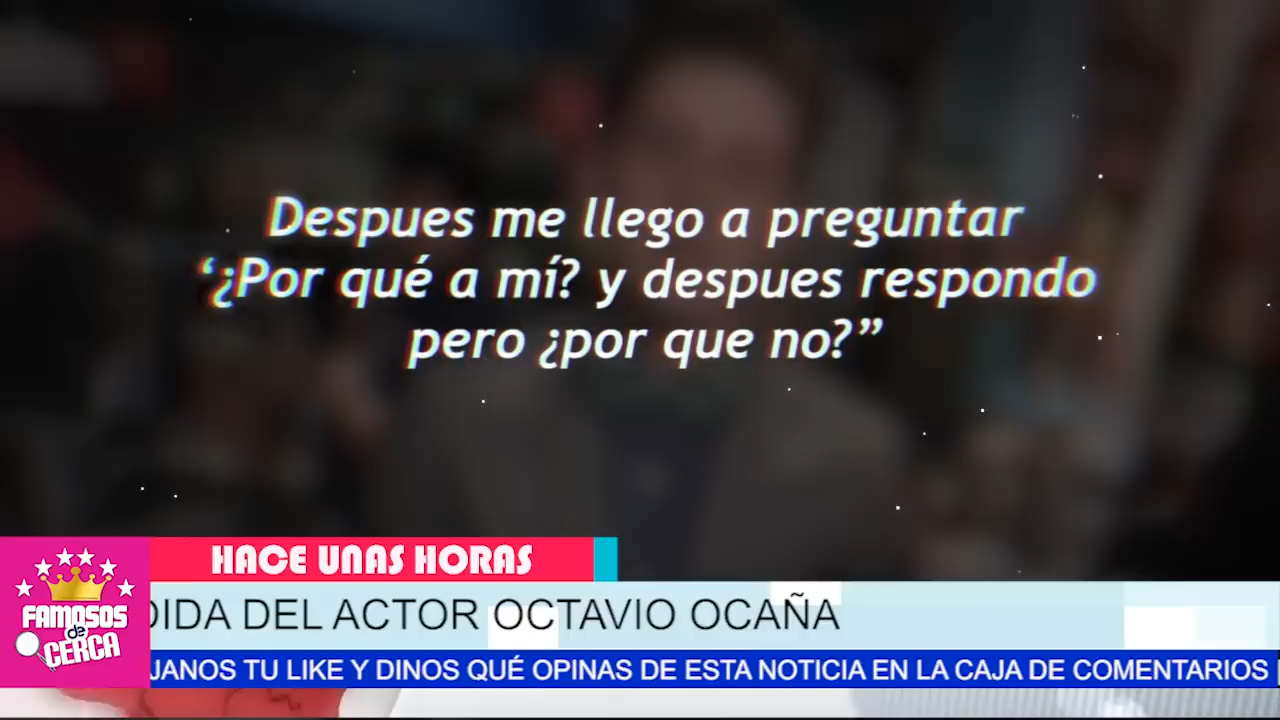 Despues me llego a preguntar
‘¿Por qué a mí? y despues respondo
pero ¿por que no?”
HACE UNAS HORAS
DIDA DEL ACTOR OCTAVIO OCAÑA
FAMOSOS
de
CERCA
JANOS TU LIKE Y DINOS QUÉ OPINAS DE ESTA NOTICIA EN LA CAJA DE COMENTARIOS